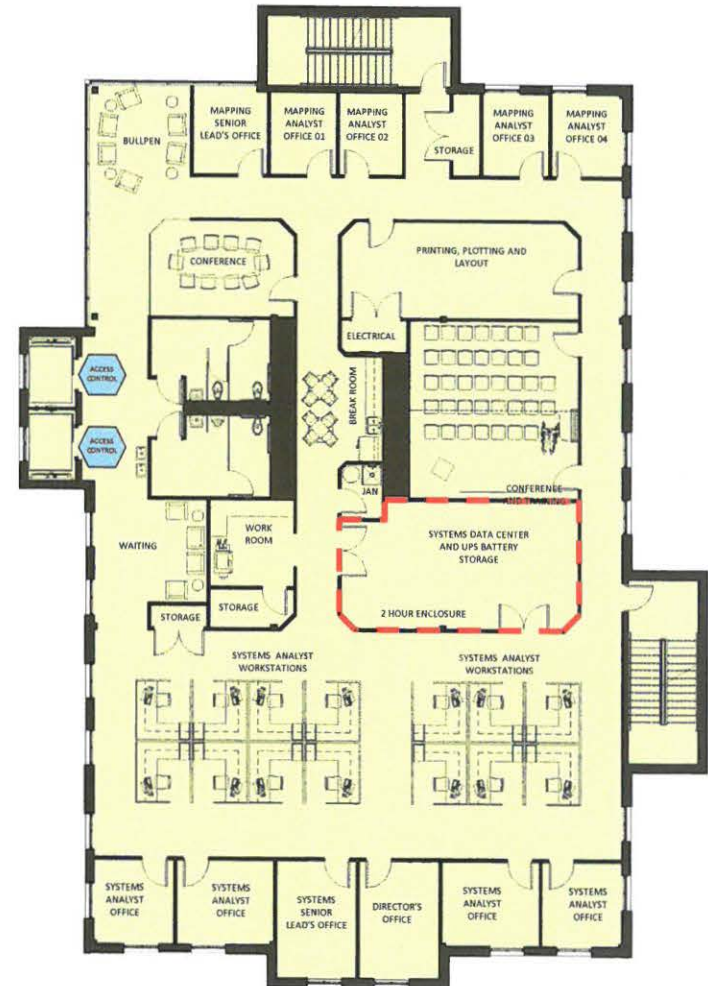 MAPPING
SENIOR
LEAD'S OFFICE
MAPPING
ANALYST
OFFICE 01
MAPPING
ANALYST
OFFICE 02
STORAGE
MAPPING
ANALYST
OFFICE 03
MAPPING
ANALYST
OFFICE 04
BULLPEN
CONFERENCE
PRINTING, PLOTTING AND
LAYOUT
ELECTRICAL
ACCESS
CONTROL
BREAK ROOM
ACCESS
CONTROL
JAN
CONFERENCE
AND TRAINING
WAITING
WORK
ROOM
SYSTEMS DATA CENTER
AND UPS BATTERY
STORAGE
STORAGE
STORAGE
2 HOUR ENCLOSURE
SYSTEMS ANALYST
WORKSTATIONS
SYSTEMS ANALYST
WORKSTATIONS
SYSTEMS
ANALYST
OFFICE
SYSTEMS
ANALYST
OFFICE
SYSTEMS
SENIOR
LEAD'S OFFICE
DIRECTOR'S
OFFICE
SYSTEMS
ANALYST
OFFICE
SYSTEMS
ANALYST
OFFICE